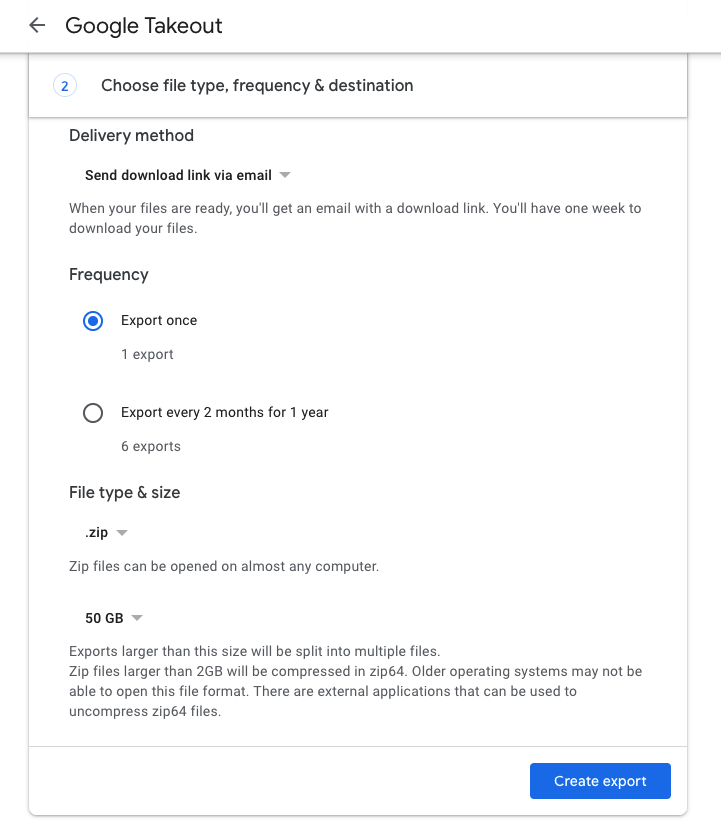 Google Takeout
2 Choose file type, frequency & destination
Delivery method
Send download link via email
When your files are ready, you'll get an email with a download link. You'll have one week to
download your files.
Frequency
Export once
1 export
Export every 2 months for 1 year
6 exports
File type & size
.zip
Zip files can be opened on almost any computer.
50 GB
Exports larger than this size will be split into multiple files.
Zip files larger than 2GB will be compressed in zip64. Older operating systems may not be
able to open this file format. There are external applications that can be used to
uncompress zip64 files.
Create export